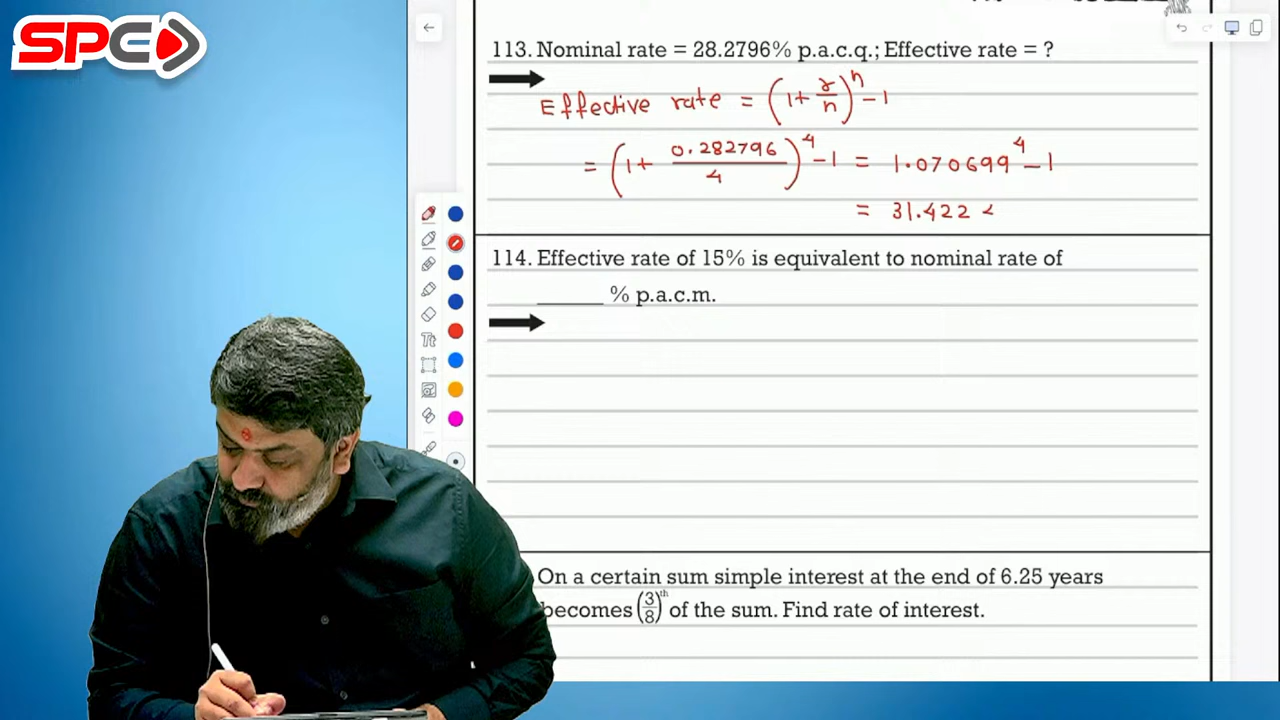 SPC
113. Nominal rate = 28.2796% p.a.c.q.; Effective rate = ?
Effective rate = (1+ r/n)^n - 1
= (1+ 0.282796/4)^4 - 1 = 1.070699^4 - 1
= 31.422
114. Effective rate of 15% is equivalent to nominal rate of
______ % p.a.c.m.
On a certain sum simple interest at the end of 6.25 years
becomes (3/8)th of the sum. Find rate of interest.
Tt